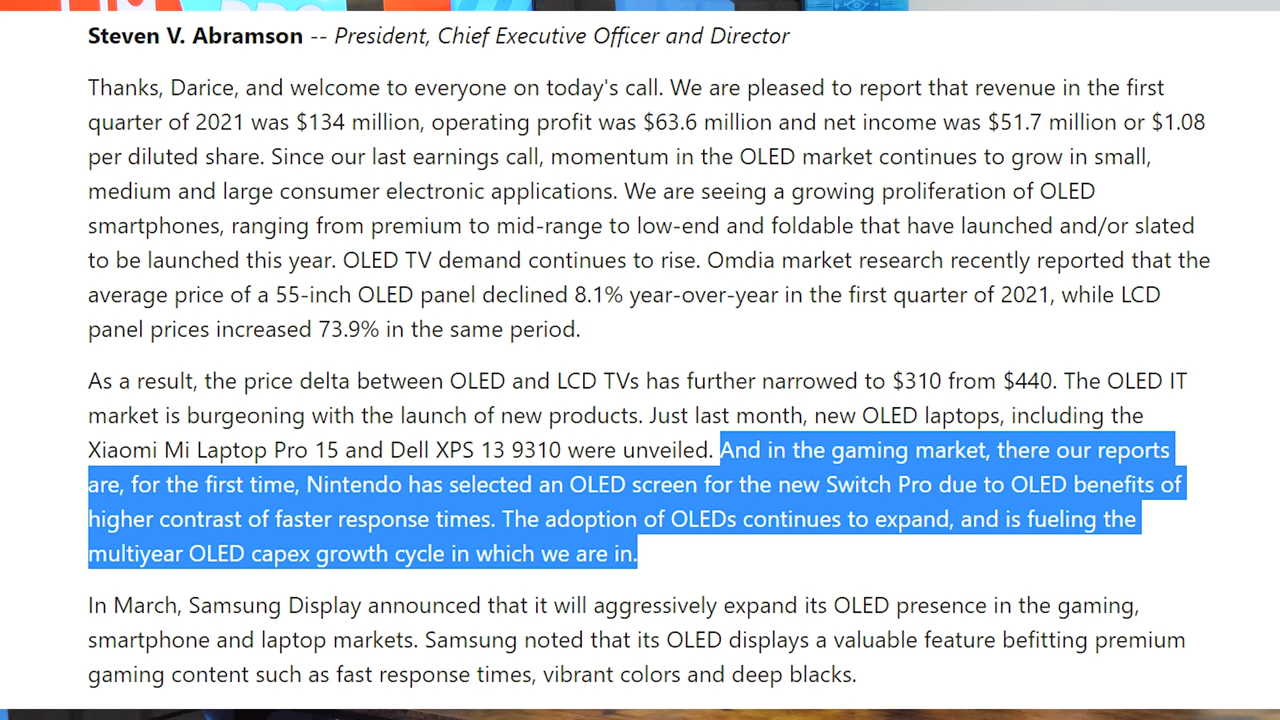 Steven V. Abramson -- President, Chief Executive Officer and Director
Thanks, Darice, and welcome to everyone on today's call. We are pleased to report that revenue in the first
quarter of 2021 was $134 million, operating profit was $63.6 million and net income was $51.7 million or $1.08
per diluted share. Since our last earnings call, momentum in the OLED market continues to grow in small,
medium and large consumer electronic applications. We are seeing a growing proliferation of OLED
smartphones, ranging from premium to mid-range to low-end and foldable that have launched and/or slated
to be launched this year. OLED TV demand continues to rise. Omdia market research recently reported that the
average price of a 55-inch OLED panel declined 8.1% year-over-year in the first quarter of 2021, while LCD
panel prices increased 73.9% in the same period.
As a result, the price delta between OLED and LCD TVs has further narrowed to $310 from $440. The OLED IT
market is burgeoning with the launch of new products. Just last month, new OLED laptops, including the
Xiaomi Mi Laptop Pro 15 and Dell XPS 13 9310 were unveiled. And in the gaming market, there our reports
are, for the first time, Nintendo has selected an OLED screen for the new Switch Pro due to OLED benefits of
higher contrast of faster response times. The adoption of OLEDs continues to expand, and is fueling the
multiyear OLED capex growth cycle in which we are in.
In March, Samsung Display announced that it will aggressively expand its OLED presence in the gaming,
smartphone and laptop markets. Samsung noted that its OLED displays a valuable feature befitting premium
gaming content such as fast response times, vibrant colors and deep blacks.